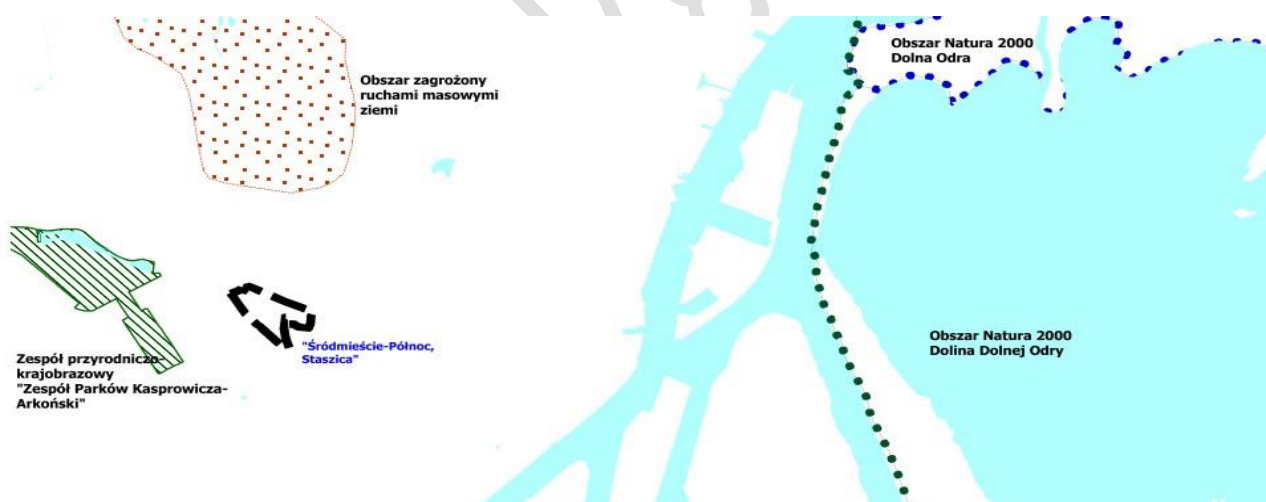 Obszar Natura 2000
Dolna Odra
Obszar zagrożony
ruchami masowymi
ziemi
"Śródmieście-Północ,
Staszica"
Obszar Natura 2000
Dolina Dolnej Odry
Zespół przyrodniczo-
krajobrazowy
"Zespół Parków Kasprowicza-
Arkoński"